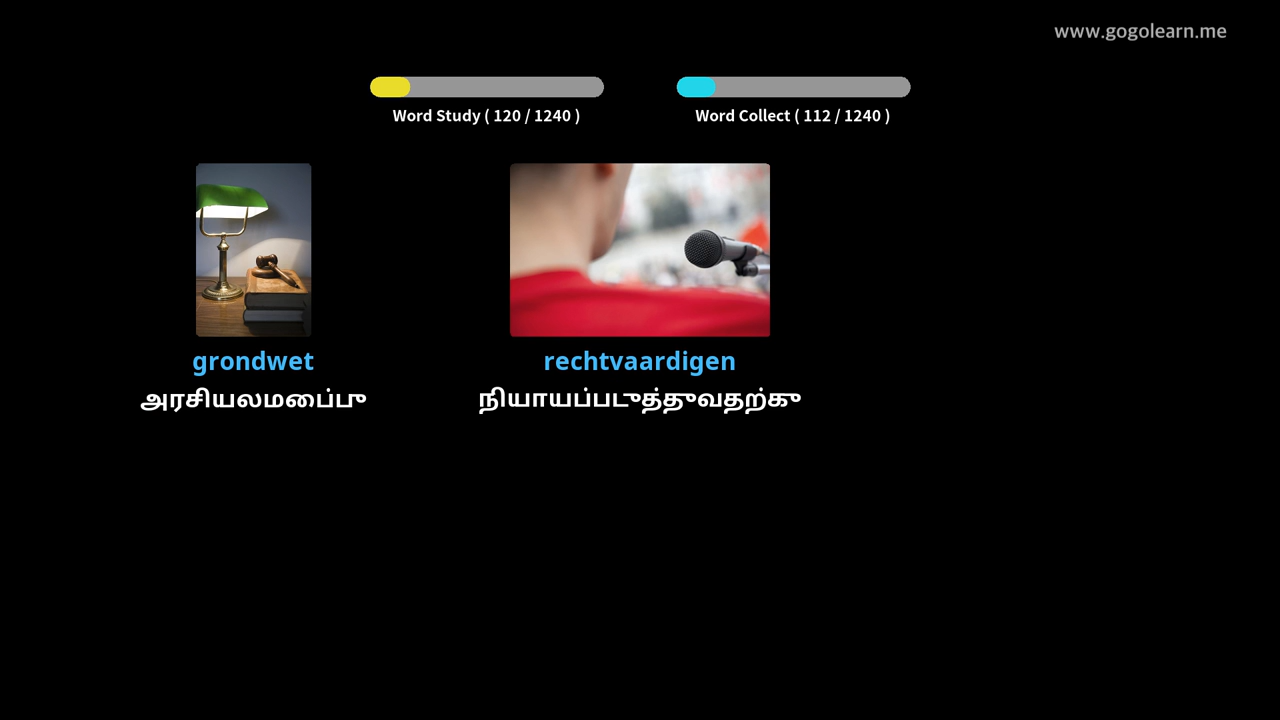 www.gogolearn.me
Word Study ( 120 / 1240 )
Word Collect ( 112 / 1240 )
grondwet
அரசியலமைப்பு
rechtvaardigen
நியாயப்படுத்துவதற்கு